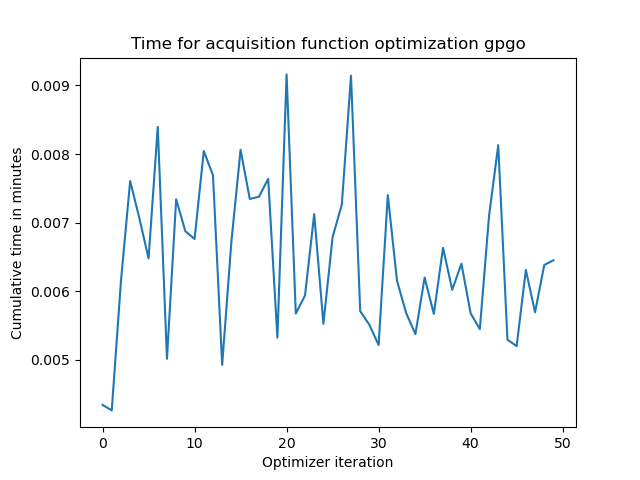 Time for acquisition function optimization gpgo
0.009
0.008
0.007
0.006
0.005
Cumulative time in minutes
0 10 20 30 40 50
Optimizer iteration